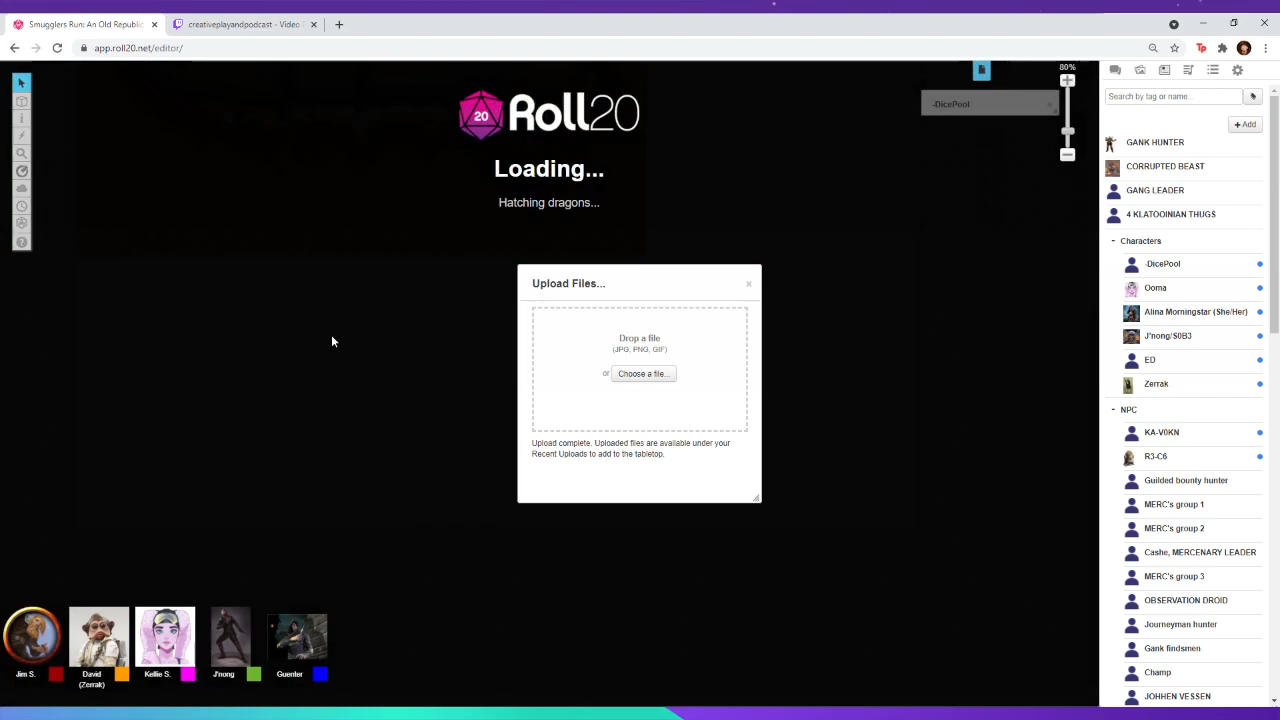 Smugglers Run: An Old Republic
creativeplayandpodcast - Video P
app.roll20.net/editor/
80%
-DicePool
20
Roll20
Loading...
Hatching dragons...
Upload Files...
Drop a file
(JPG, PNG, GIF)
or Choose a file...
Upload complete. Uploaded files are available under your
Recent Uploads to add to the tabletop.
Search by tag or name...
+ Add
GANK HUNTER
CORRUPTED BEAST
GANG LEADER
4 KLATOOINIAN THUGS
- Characters
-DicePool
Ooma
Alina Morningstar (She/Her)
J'nong/S0B3
ED
Zerrak
- NPC
KA-V0KN
R3-C6
Guilded bounty hunter
MERC's group 1
MERC's group 2
Cashe, MERCENARY LEADER
MERC's group 3
OBSERVATION DROID
Journeyman hunter
Gank findsmen
Champ
JOHHEN VESSEN
Jim S.
David
(Zerrak)
Kellie S.
J'nong
Guenter
Tp